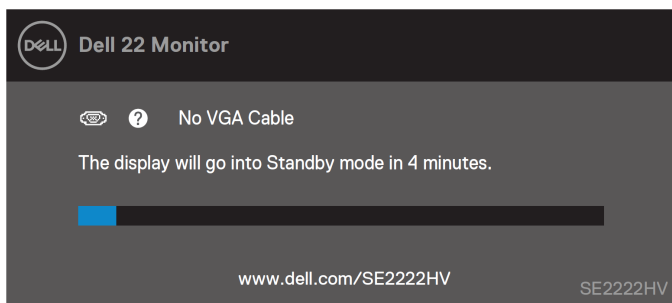 DELL
Dell 22 Monitor
? No VGA Cable
The display will go into Standby mode in 4 minutes.
www.dell.com/SE2222HV
SE2222HV